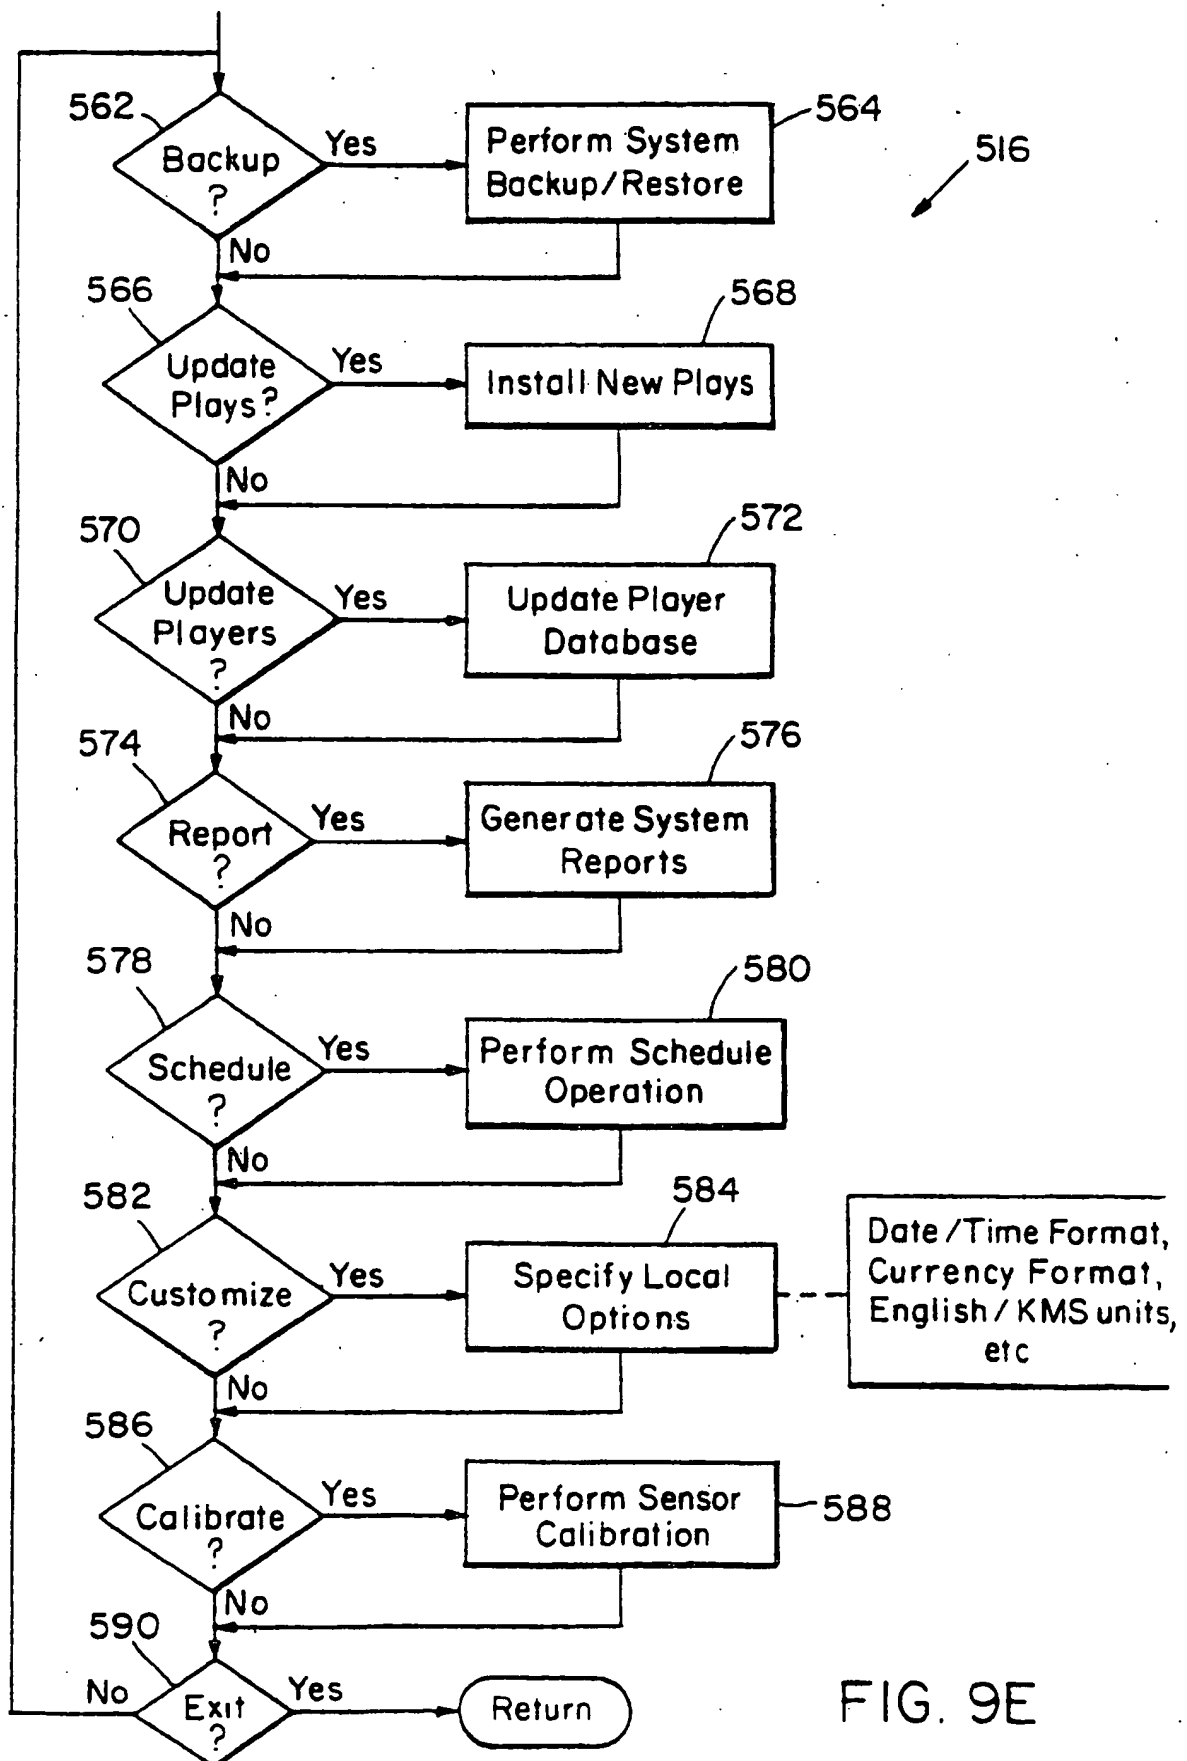 562
Backup
?
Yes
Perform System
Backup/Restore
564
516
No
566
Update
Plays?
Yes
Install New Plays
568
No
570
Update
Players
?
Yes
Update Player
Database
572
No
574
Report
?
Yes
Generate System
Reports
576
No
578
Schedule
?
Yes
Perform Schedule
Operation
580
No
582
Customize
?
Yes
Specify Local
Options
584
Date/Time Format,
Currency Format,
English/KMS units,
etc
No
586
Calibrate
?
Yes
Perform Sensor
Calibration
588
No
590
No
Exit
?
Yes
Return
FIG. 9E